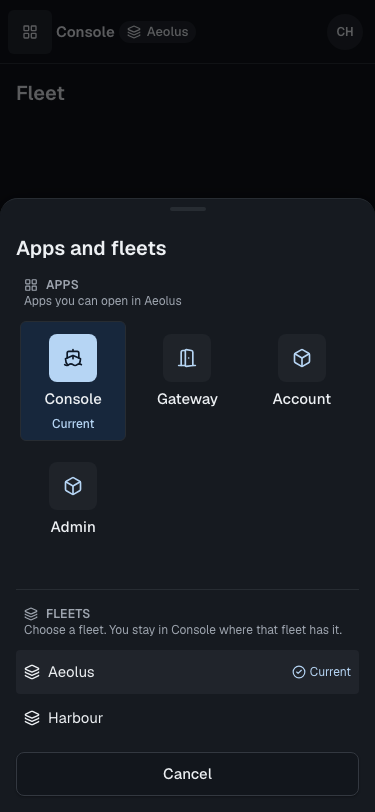 Console
Aeolus
CH
Fleet
Apps and fleets
APPS
Apps you can open in Aeolus
Console
Gateway
Account
Current
Admin
FLEETS
Choose a fleet. You stay in Console where that fleet has it.
Aeolus
Current
Harbour
Cancel